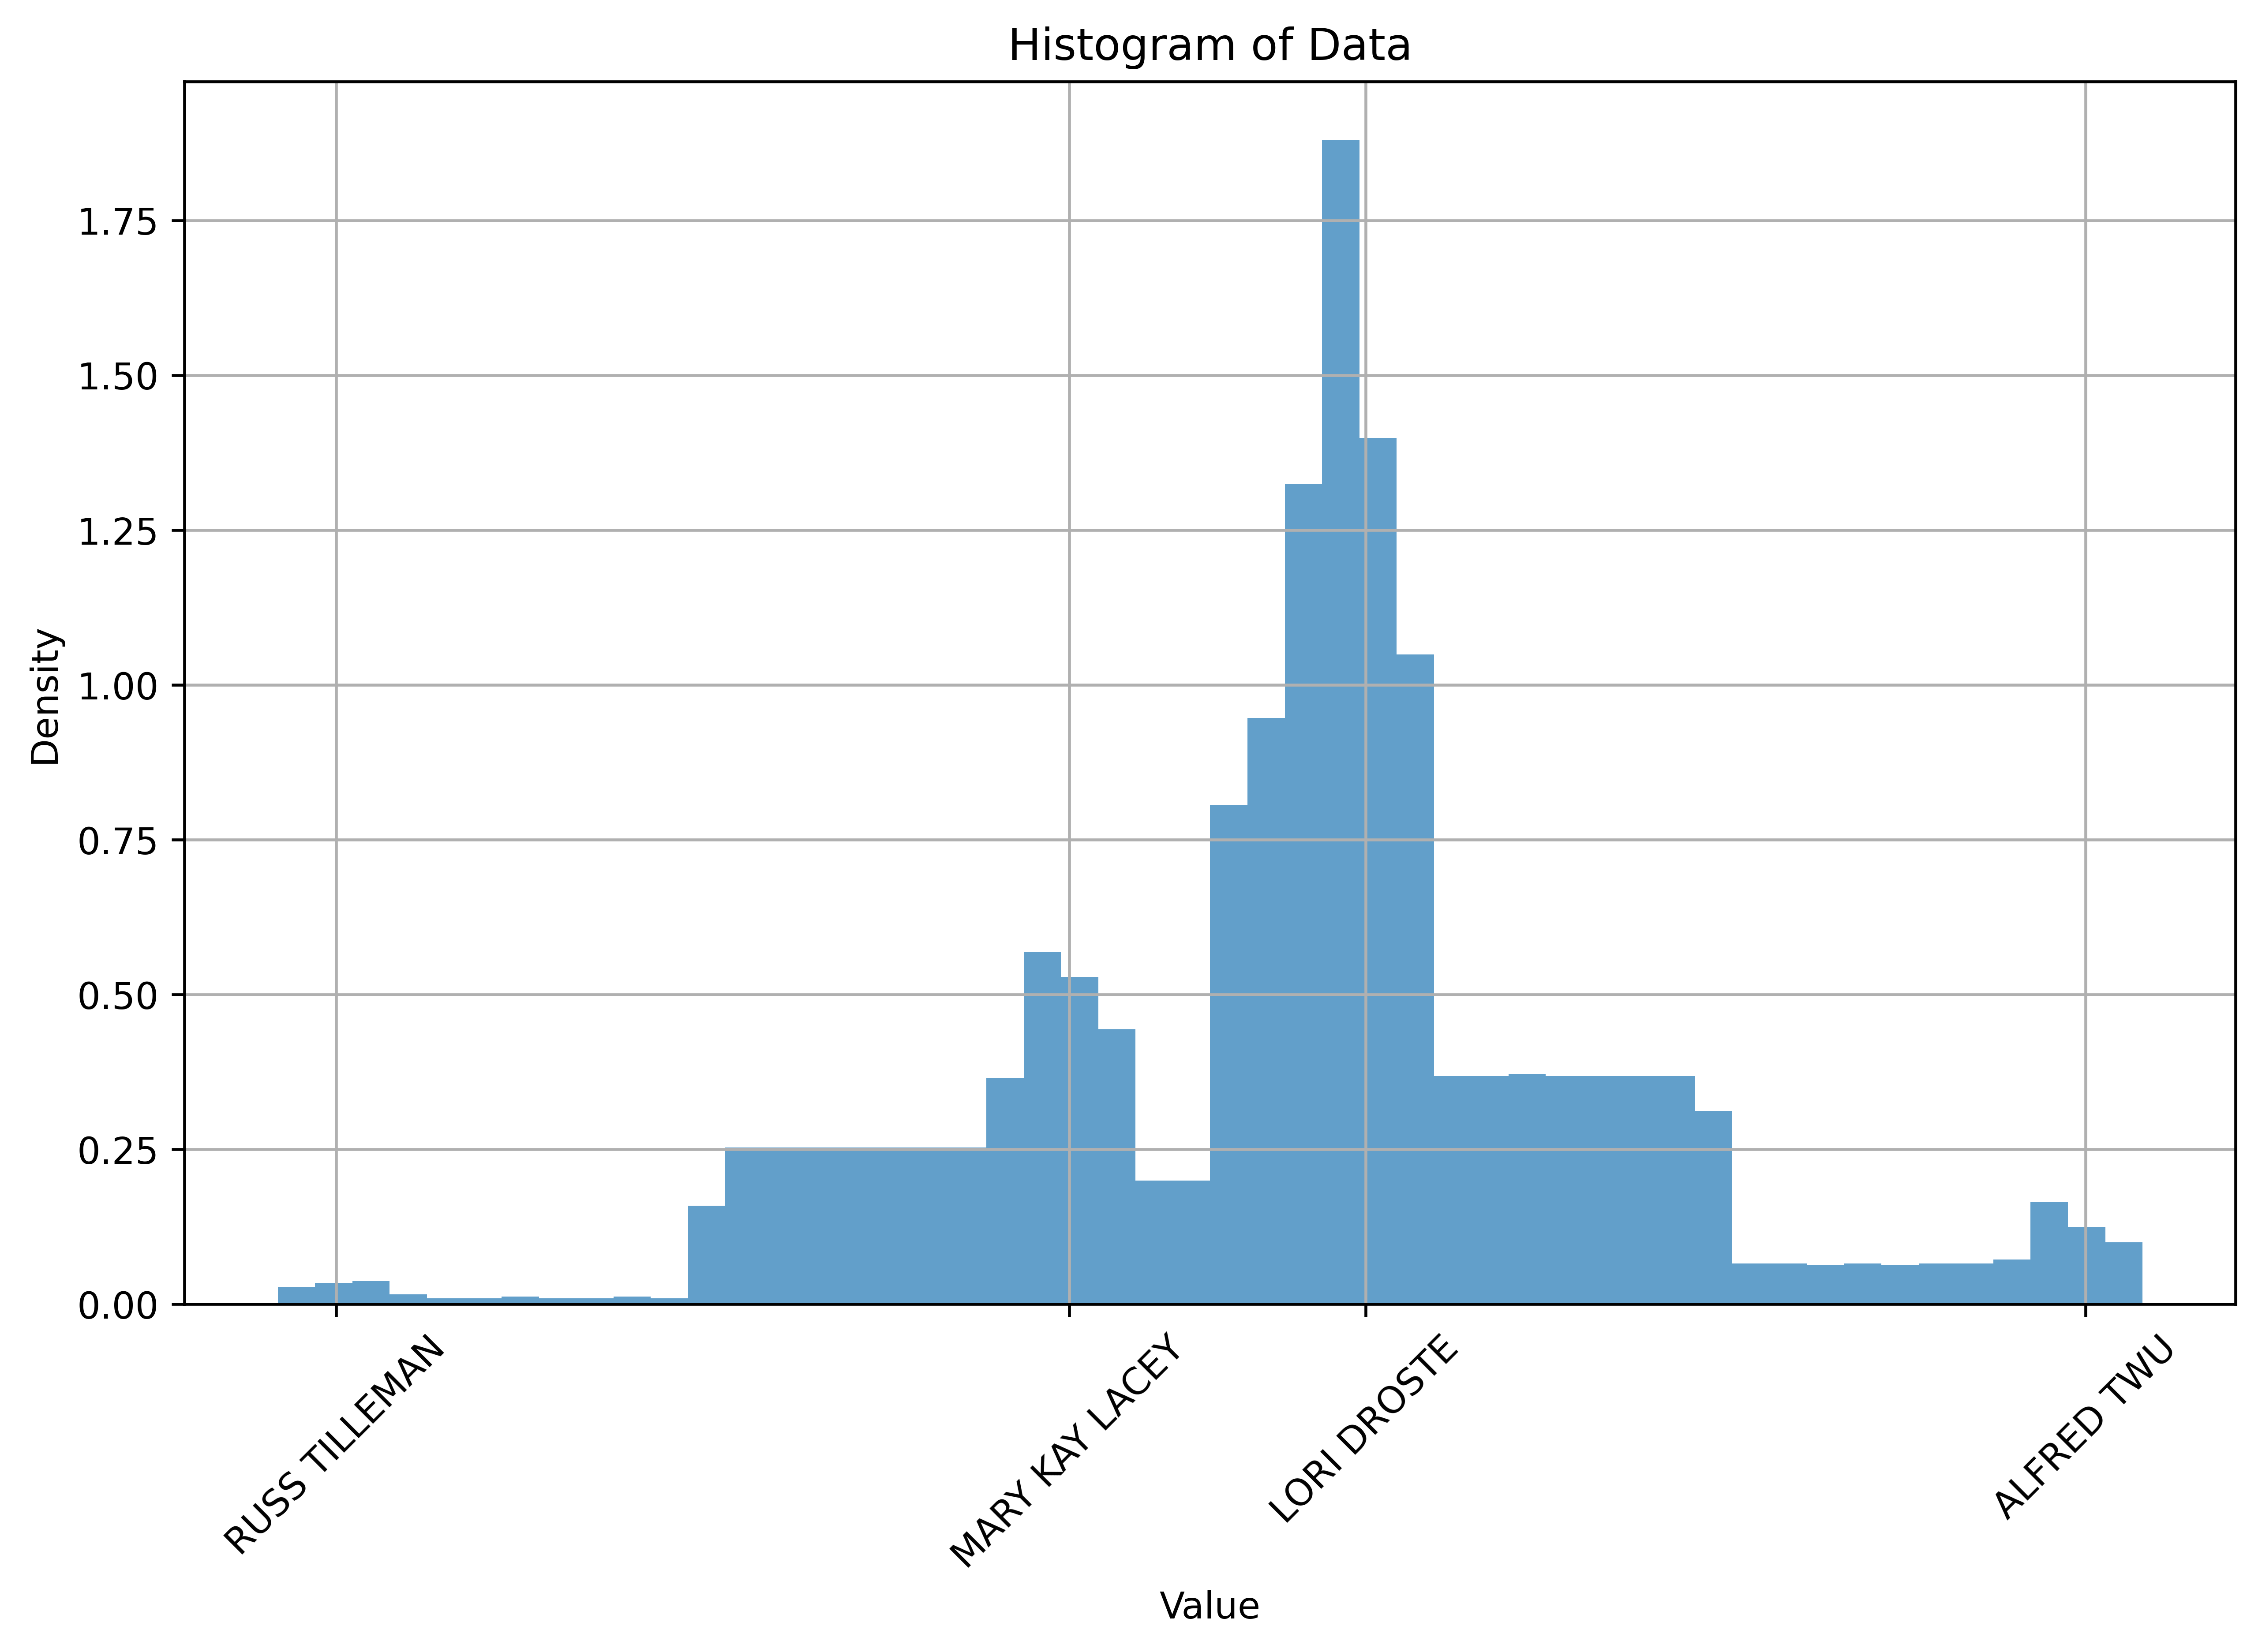 Histogram of Data
Density
1.75
1.50
1.25
1.00
0.75
0.50
0.25
0.00
RUSS TILLEMAN
MARY KAY LACEY
LORI DROSTE
ALFRED TWU
Value